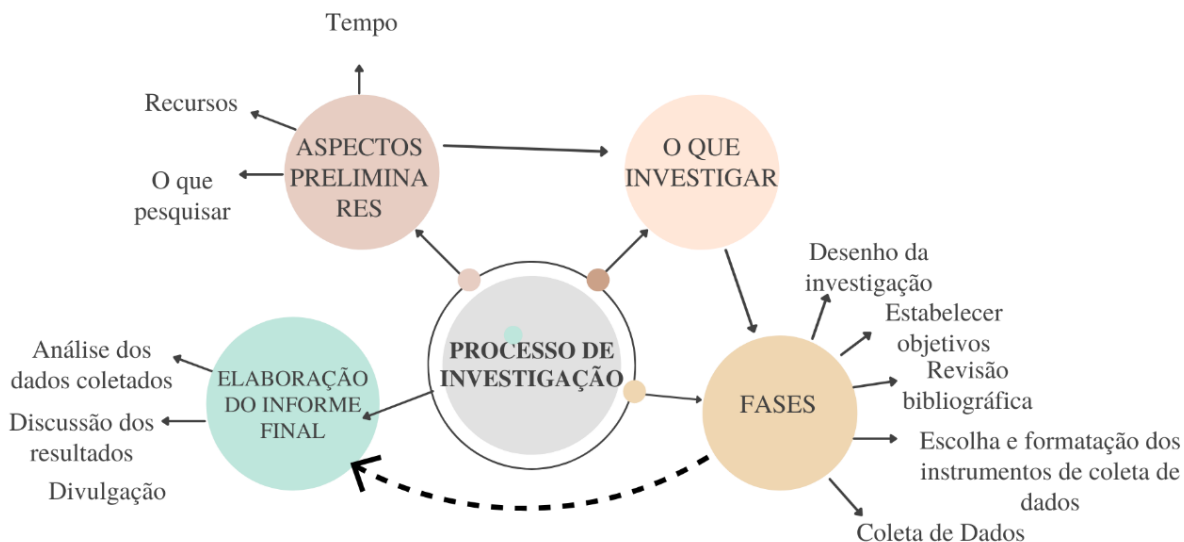 Tempo
Recursos
O que
pesquisar
ASPECTOS
PRELIMINA
RES
O QUE
INVESTIGAR
Desenho da
investigação
Estabelecer
objetivos
Revisão
bibliográfica
Escolha e formatação dos
instrumentos de coleta de
dados
Coleta de Dados
FASES
PROCESSO DE
INVESTIGAÇÃO
ELABORAÇÃO
DO INFORME
FINAL
Análise dos
dados coletados
Discussão dos
resultados
Divulgação